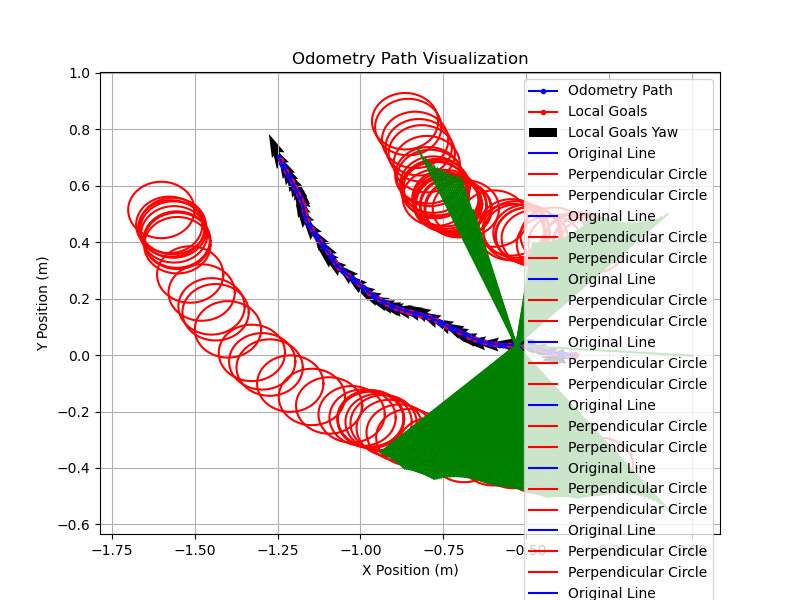 Odometry Path Visualization
Y Position (m)
1.0
0.8
0.6
0.4
0.2
0.0
−0.2
−0.4
−0.6
−1.75 −1.50 −1.25 −1.00 −0.75 −0.50
X Position (m)
Odometry Path
Local Goals
Local Goals Yaw
Original Line
Perpendicular Circle
Perpendicular Circle
Original Line
Perpendicular Circle
Perpendicular Circle
Original Line
Perpendicular Circle
Perpendicular Circle
Original Line
Perpendicular Circle
Perpendicular Circle
Original Line
Perpendicular Circle
Perpendicular Circle
Original Line
Perpendicular Circle
Perpendicular Circle
Original Line
Perpendicular Circle
Perpendicular Circle
Original Line